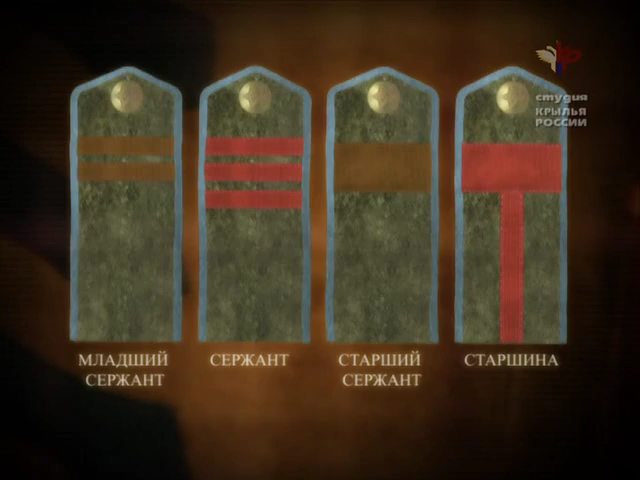 студия
КРЫЛЬЯ
РОССИИ
МЛАДШИЙ
СЕРЖАНТ
СЕРЖАНТ
СТАРШИЙ
СЕРЖАНТ
СТАРШИНА